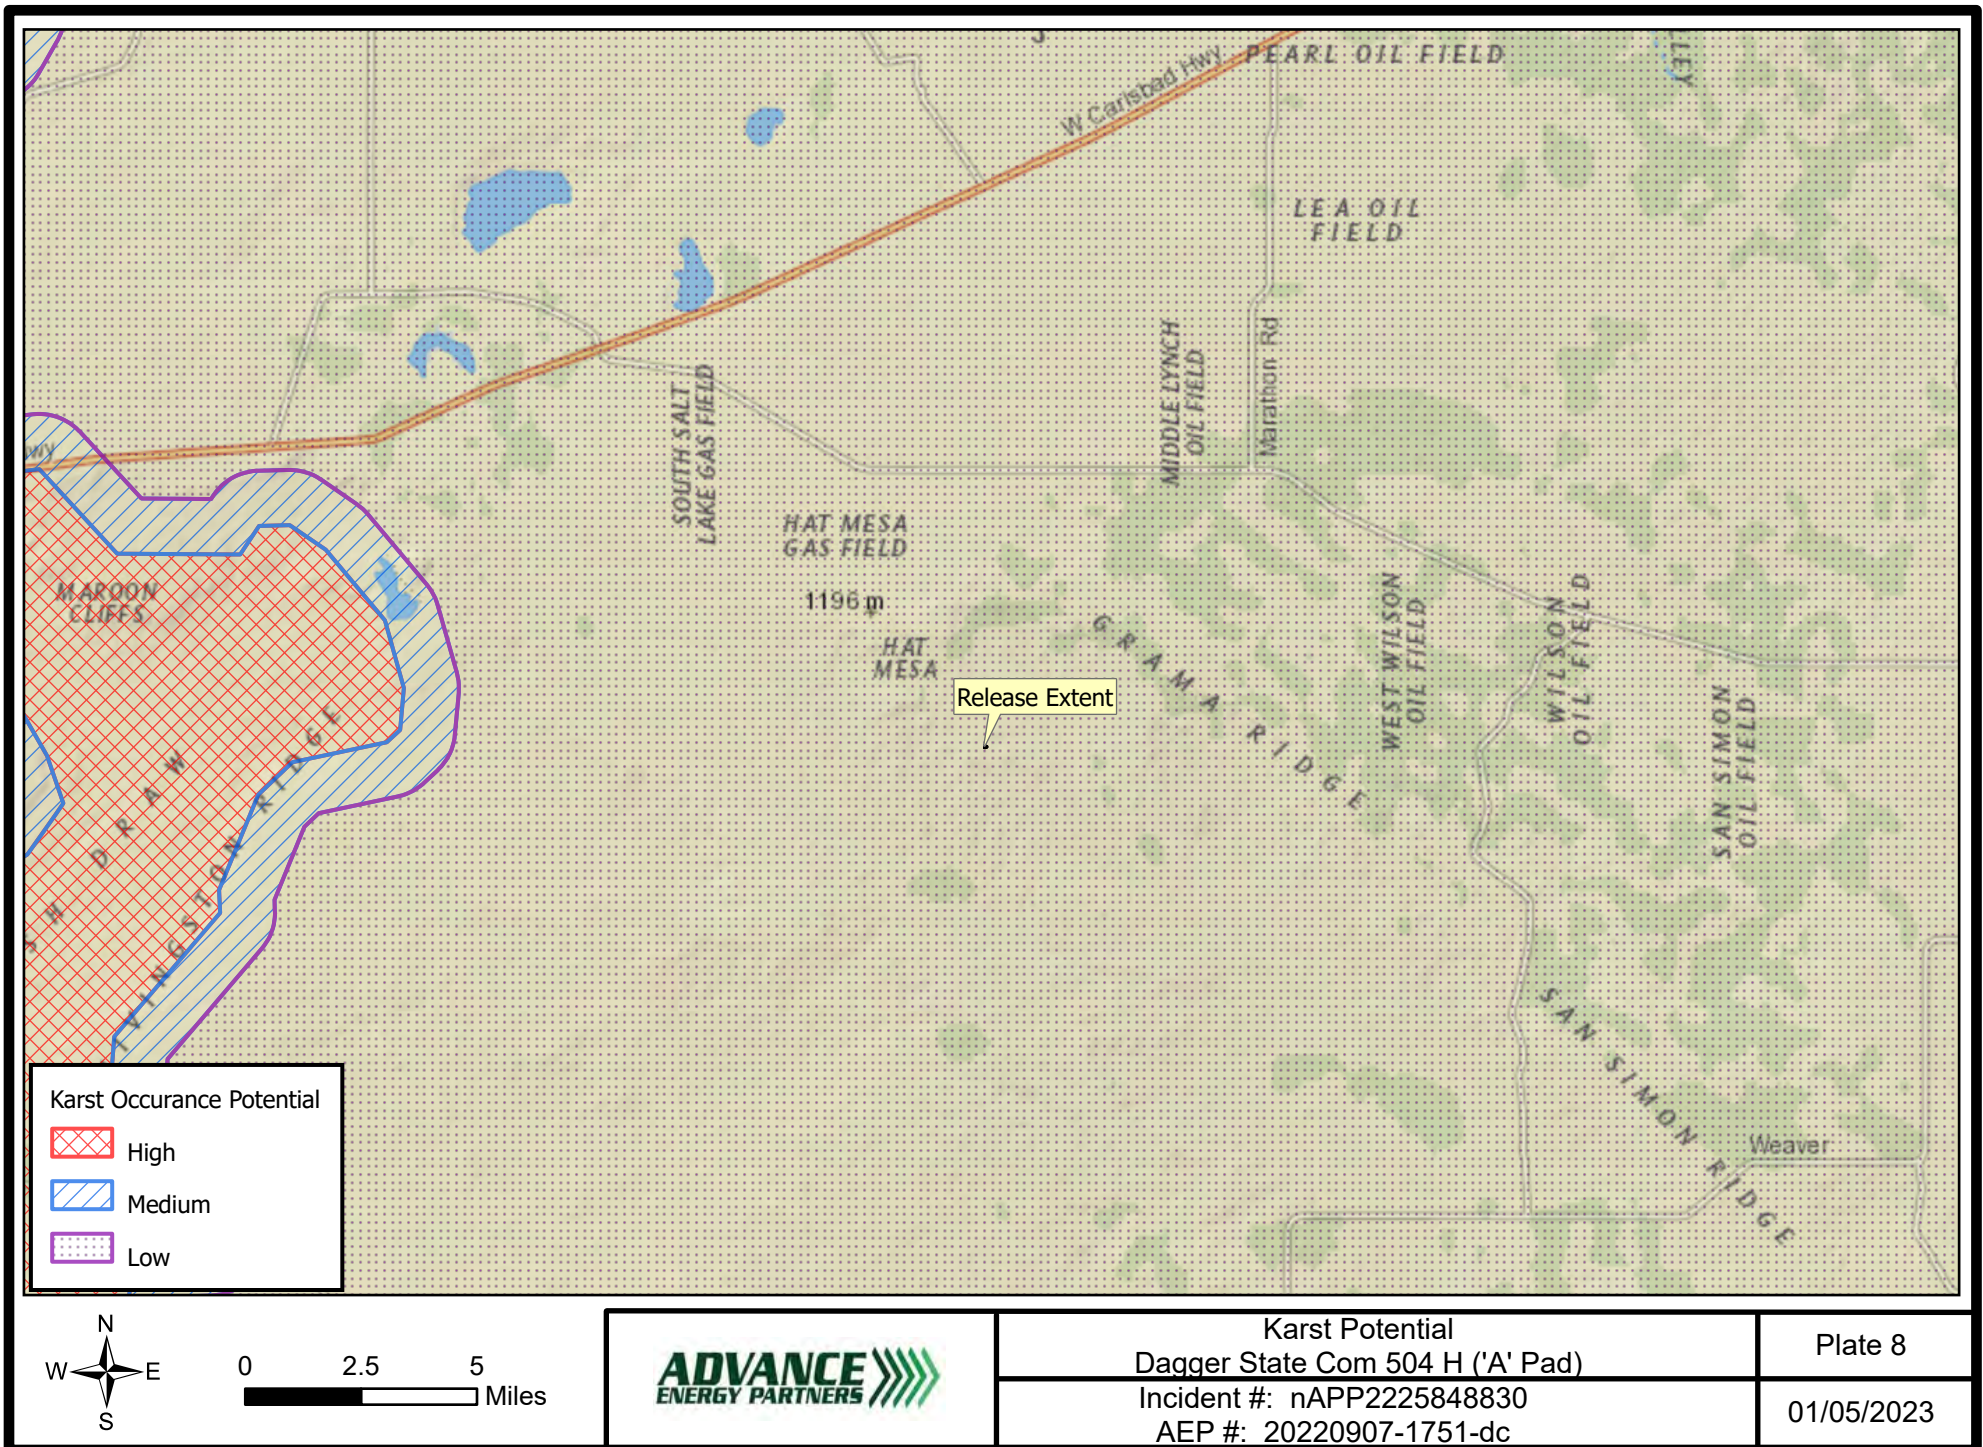 PEARL OIL FIELD
LLEY
W Carlsbad Hwy
LEA OIL
FIELD
MIDDLE LYNCH
OIL FIELD
Marathon Rd
SOUTH SALT
LAKE GAS FIELD
wy
HAT MESA
GAS FIELD
1196 m
HAT
MESA
MAROON
CLIFFS
GRAMA RIDGE
WEST WILSON
OIL FIELD
WILSON
OIL FIELD
Release Extent
SAN SIMON
OIL FIELD
H DRAW
LIVINGSTON RIDGE
SAN SIMON RIDGE
Weaver
Karst Occurance Potential
High
Medium
Low
N
W E
S
0 2.5 5
Miles
ADVANCE
ENERGY PARTNERS
Karst Potential
Dagger State Com 504 H ('A' Pad)
Incident #: nAPP2225848830
AEP #: 20220907-1751-dc
Plate 8
01/05/2023